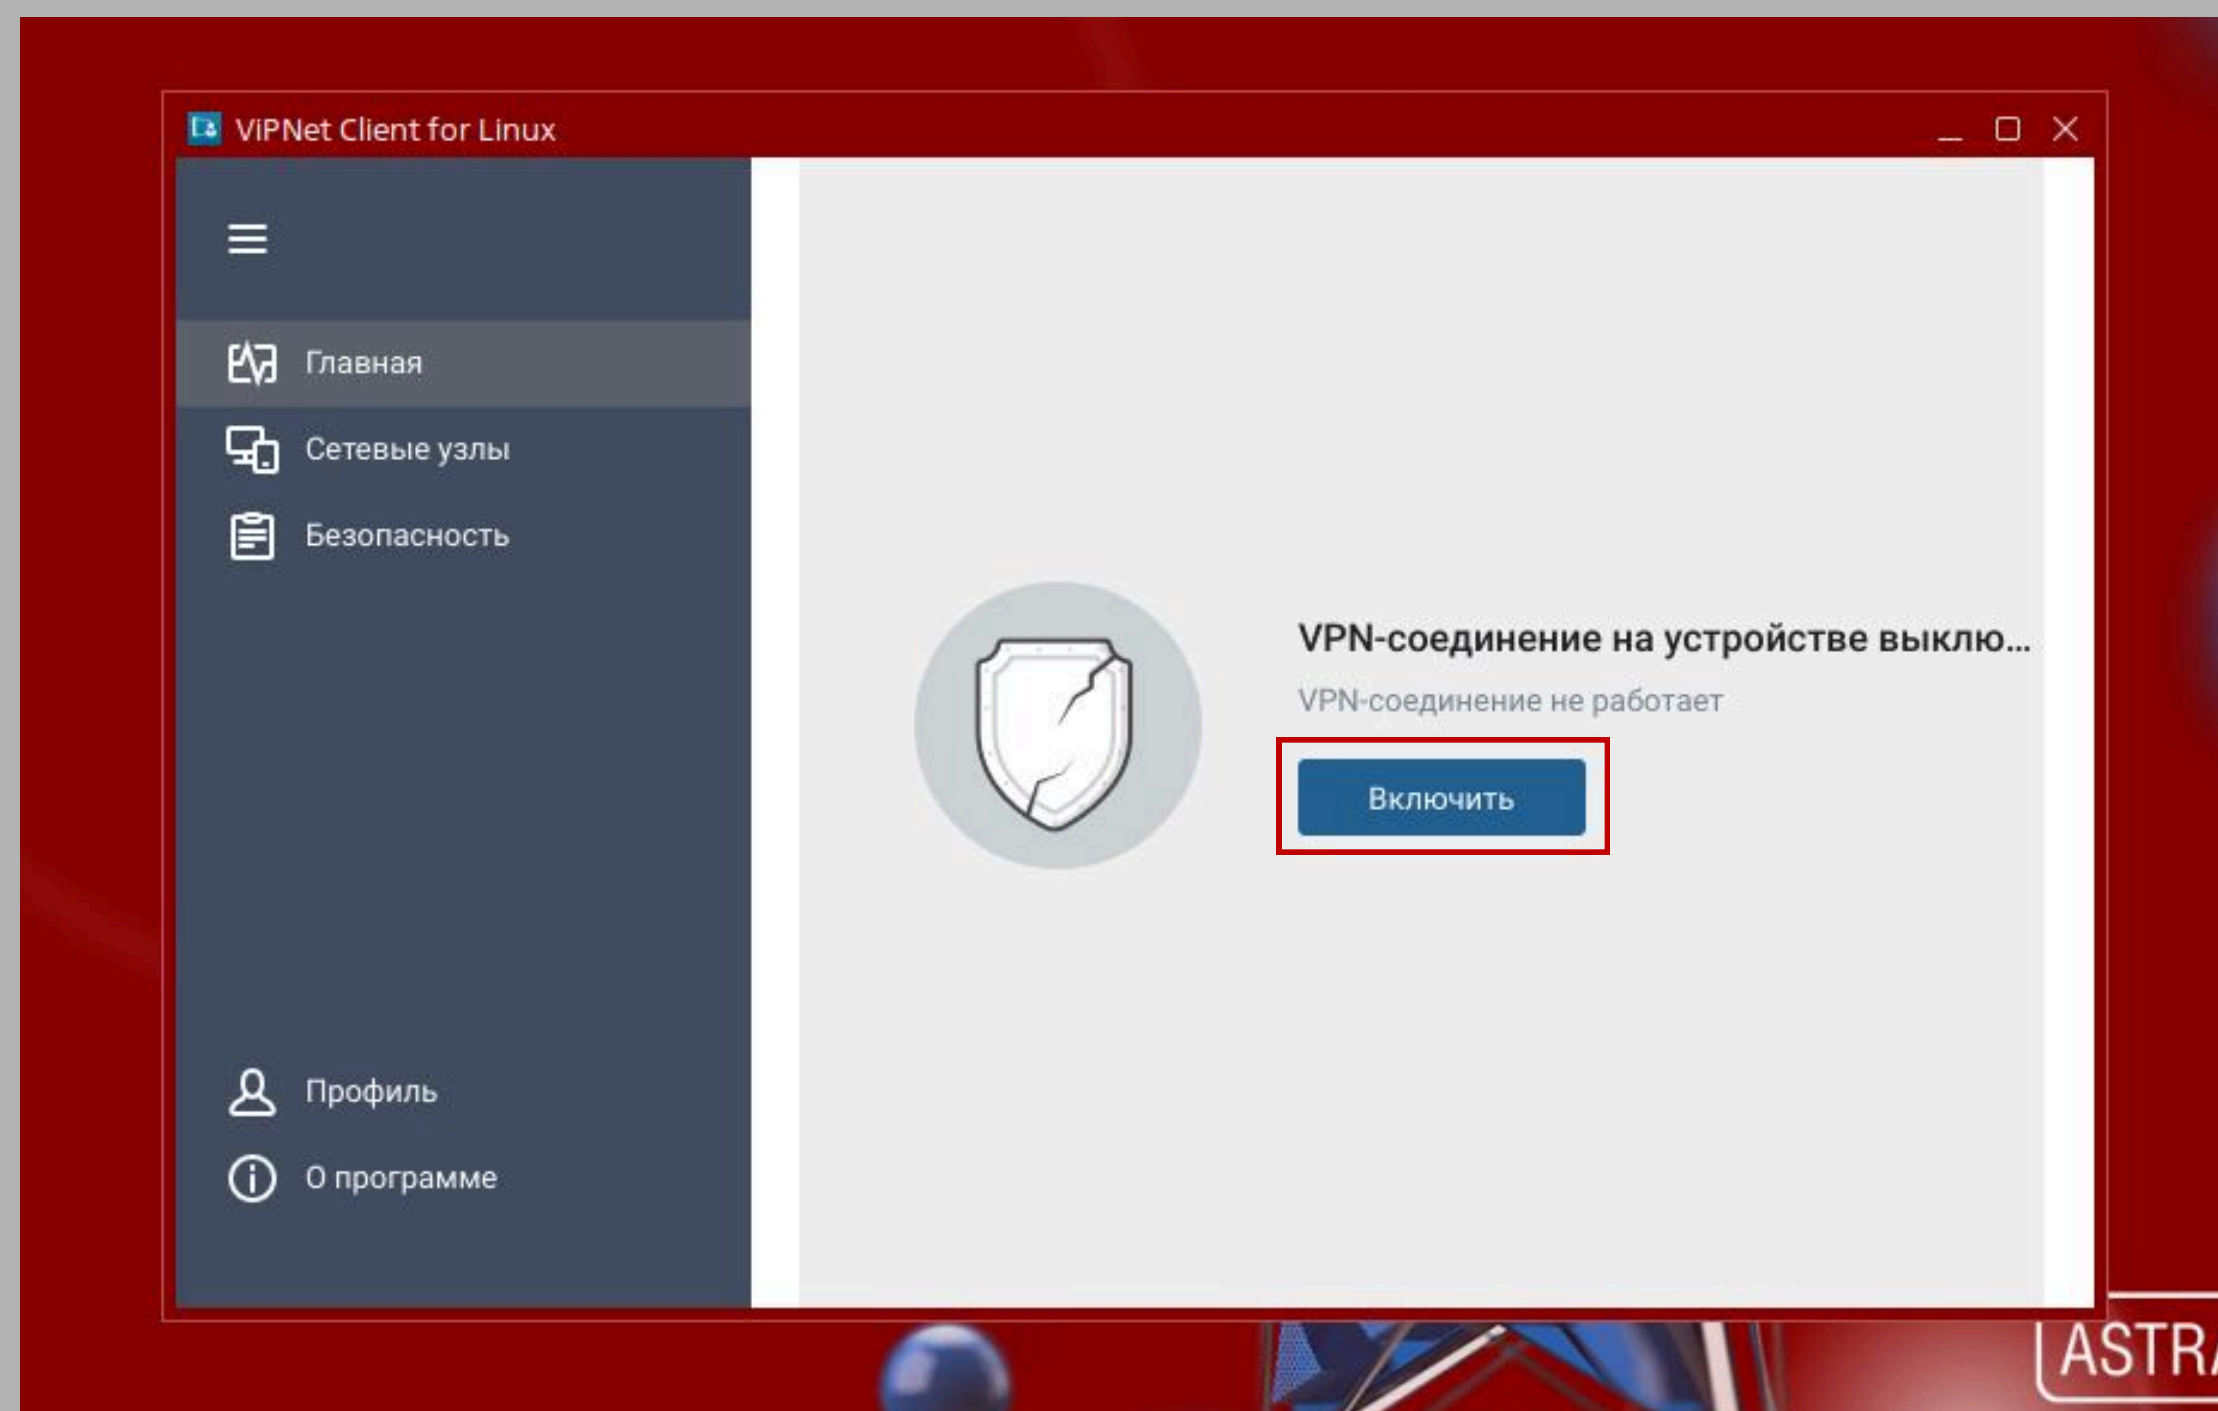 ViPNet Client for Linux
Главная
Сетевые узлы
Безопасность
VPN-соединение на устройстве выклю...
VPN-соединение не работает
Включить
Профиль
О программе
ASTRA